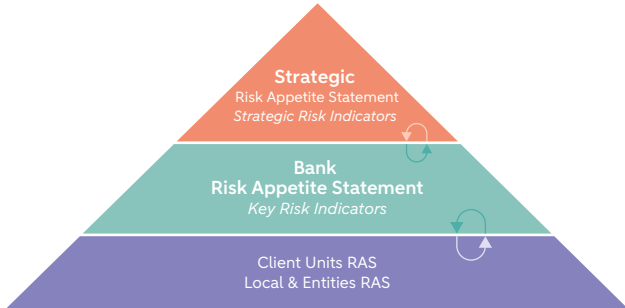 Strategic
Risk Appetite Statement
Strategic Risk Indicators
Bank
Risk Appetite Statement
Key Risk Indicators
Client Units RAS
Local & Entities RAS